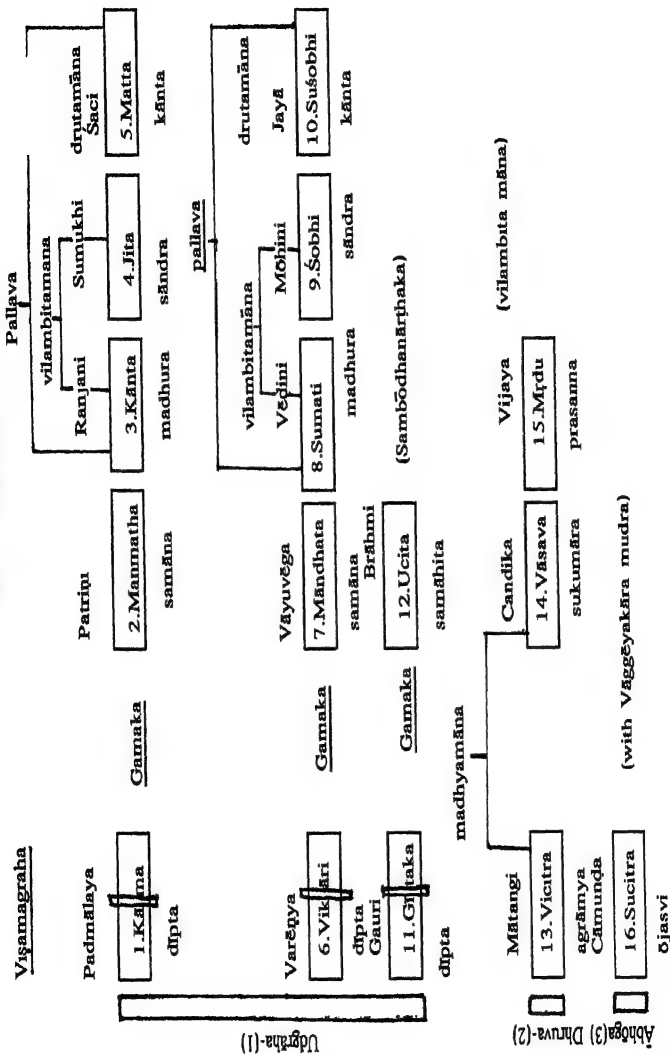 Viṣamagraha
Pallava
vilambitamana drutamāna
Padmālaya Patriṇi Ranjani Sumukhi Śaci
1.Kāma Gamaka 2.Manmatha 3.Kānta 4.Jita 5.Matta
dīpta samāna madhura sāndra kānta
Udgrāha-(1)
pallava
vilambitamāna drutamāna
Varēṇya Vāyuvēga Vēdini Mōhini Jayā
6.Vikāri Gamaka 7.Māndhata 8.Sumati 9.Śobhi 10.Suśobhi
dīpta samāna madhura sāndra kānta
Gauri Brāhmi
11.Gītaka Gamaka 12.Ucita (Sambōdhanārthaka)
dīpta samāhita
madhyamāna
Mātangi Candika Vijaya (vilambita māna)
Dhruva-(2) 13.Vicitra 14.Vāsava 15.Mṛdu
agrāmya sukumāra prasanna
Cāmuṇḍa
Ābhōga(3) 16.Sucitra (with Vāggēyakāra mudra)
ōjasvi